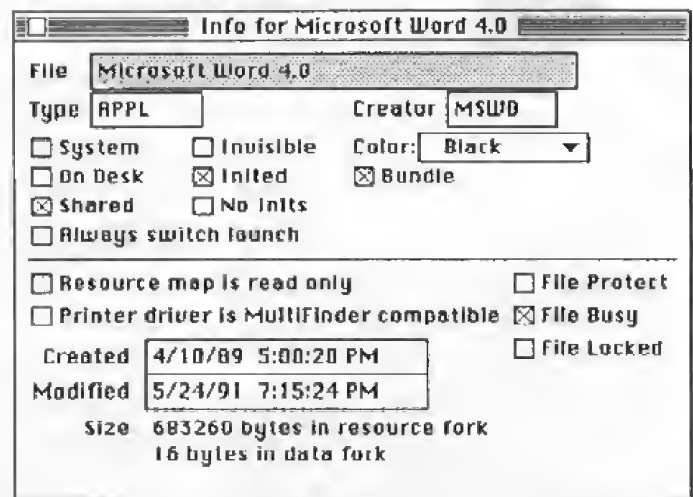 Info for Microsoft Word 4.0
File Microsoft Word 4.0
Type APPL Creator MSWD
System Invisible Color: Black
On Desk Inited Bundle
Shared No Inits
Always switch launch
Resource map is read only File Protect
Printer driver is MultiFinder compatible File Busy
Created 4/10/89 5:00:20 PM File Locked
Modified 5/24/91 7:15:24 PM
Size 683260 bytes in resource fork
16 bytes in data fork